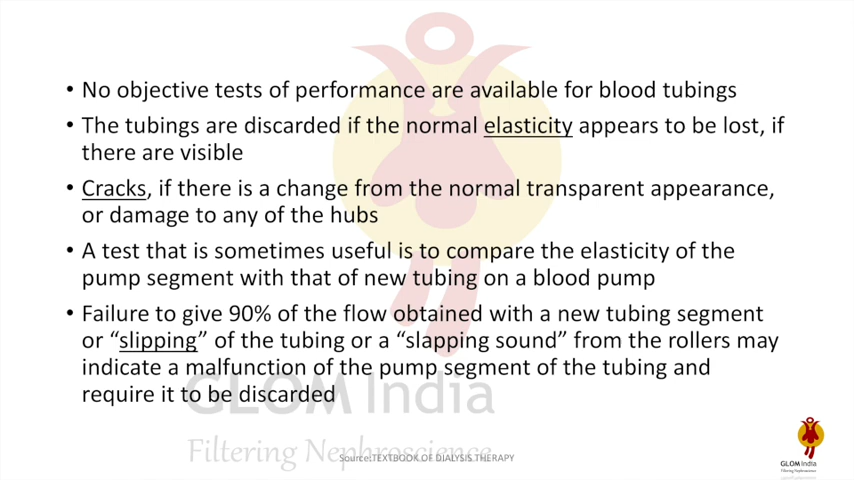 • No objective tests of performance are available for blood tubings
• The tubings are discarded if the normal elasticity appears to be lost, if
there are visible
• Cracks, if there is a change from the normal transparent appearance,
or damage to any of the hubs
• A test that is sometimes useful is to compare the elasticity of the
pump segment with that of new tubing on a blood pump
• Failure to give 90% of the flow obtained with a new tubing segment
or “slipping” of the tubing or a “slapping sound” from the rollers may
indicate a malfunction of the pump segment of the tubing and
require it to be discarded
GLOM India
Filtering Nephroscience
Source:TEXTBOOK OF DIALYSIS THERAPY
GLOM India
Filtering Nephroscience